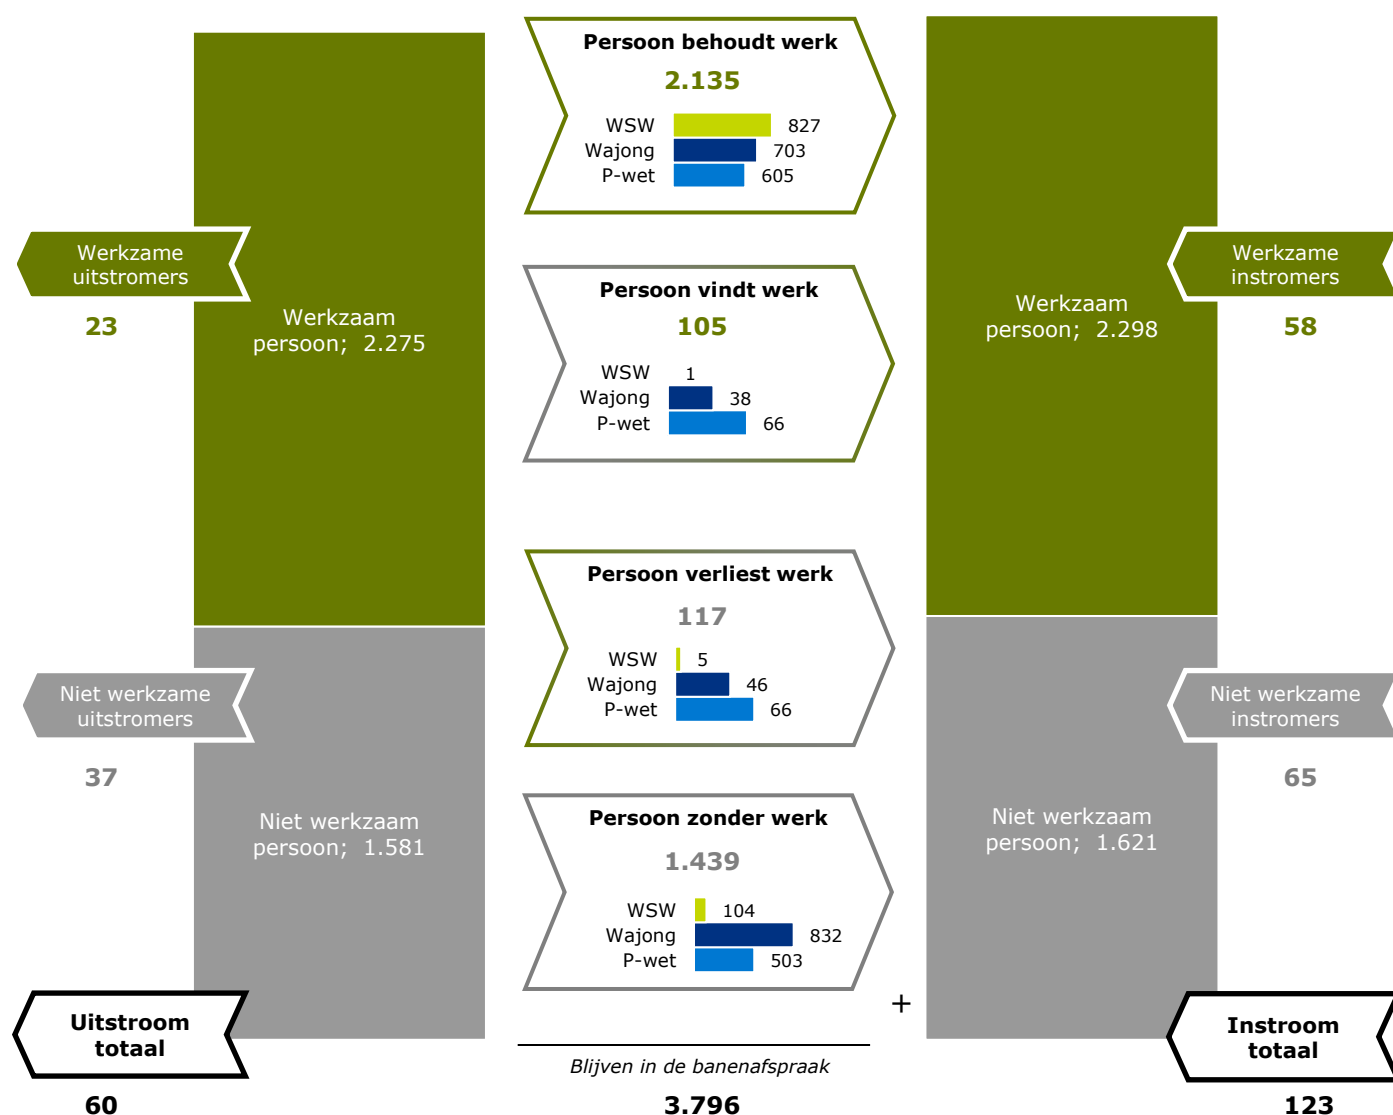 Werkzame
uitstromers
23
Niet werkzame
uitstromers
37
Uitstroom
totaal
60
Werkzaam
persoon; 2.275
Niet werkzaam
persoon; 1.581
Persoon behoudt werk
2.135
WSW 827
Wajong 703
P-wet 605
Persoon vindt werk
105
WSW 1
Wajong 38
P-wet 66
Persoon verliest werk
117
WSW 5
Wajong 46
P-wet 66
Persoon zonder werk
1.439
WSW 104
Wajong 832
P-wet 503
+
Blijven in de banenafspraak
3.796
Werkzaam
persoon; 2.298
Niet werkzaam
persoon; 1.621
Werkzame
instromers
58
Niet werkzame
instromers
65
Instroom
totaal
123